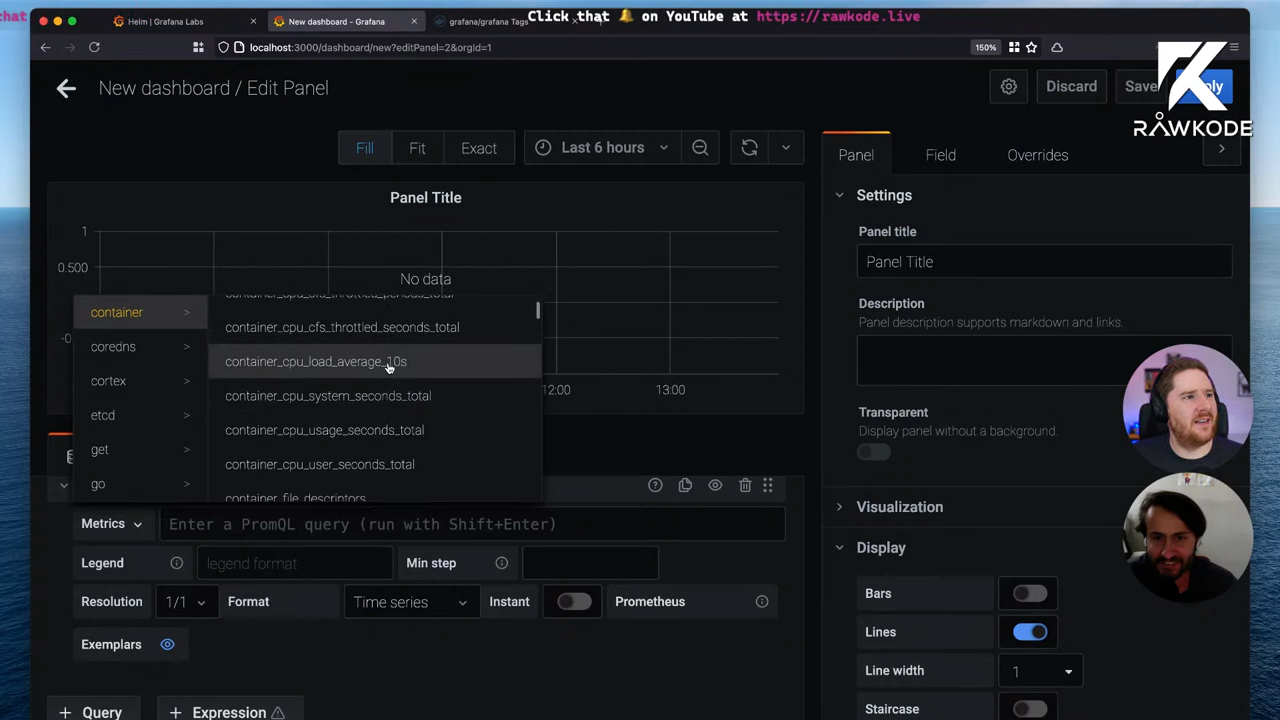 that
Click that 🔔 on YouTube at https://rawkode.live
Helm | Grafana Labs
New dashboard - Grafana
grafana/grafana Tags
localhost:3000/dashboard/new?editPanel=2&orgId=1
150%
New dashboard / Edit Panel
Discard
Save
RAWKODE
Fill
Fit
Exact
Last 6 hours
Panel
Field
Overrides
Panel Title
Settings
1
0.500
No data
-0
12:00
13:00
Panel title
Panel Title
Description
Panel description supports markdown and links.
Transparent
Display panel without a background.
container >
coredns >
cortex >
etcd >
get >
go >
container_cpu_cfs_throttled_periods_total
container_cpu_cfs_throttled_seconds_total
container_cpu_load_average_10s
container_cpu_system_seconds_total
container_cpu_usage_seconds_total
container_cpu_user_seconds_total
container_file_descriptors
Metrics
Enter a PromQL query (run with Shift+Enter)
Legend
legend format
Min step
Resolution
1/1
Format
Time series
Instant
Prometheus
Exemplars
+ Query
+ Expression
Visualization
Display
Bars
Lines
Line width
1
Staircase